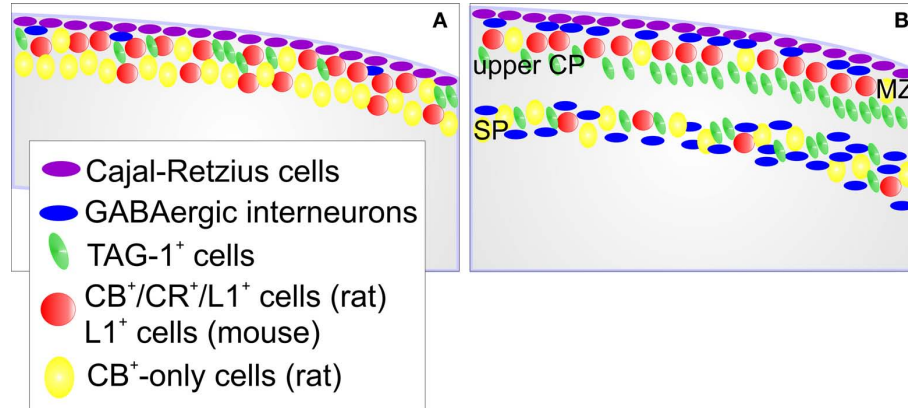 A
B
upper CP
MZ
SP
Cajal-Retzius cells
GABAergic interneurons
TAG-1⁺ cells
CB⁺/CR⁺/L1⁺ cells (rat)
L1⁺ cells (mouse)
CB⁺-only cells (rat)